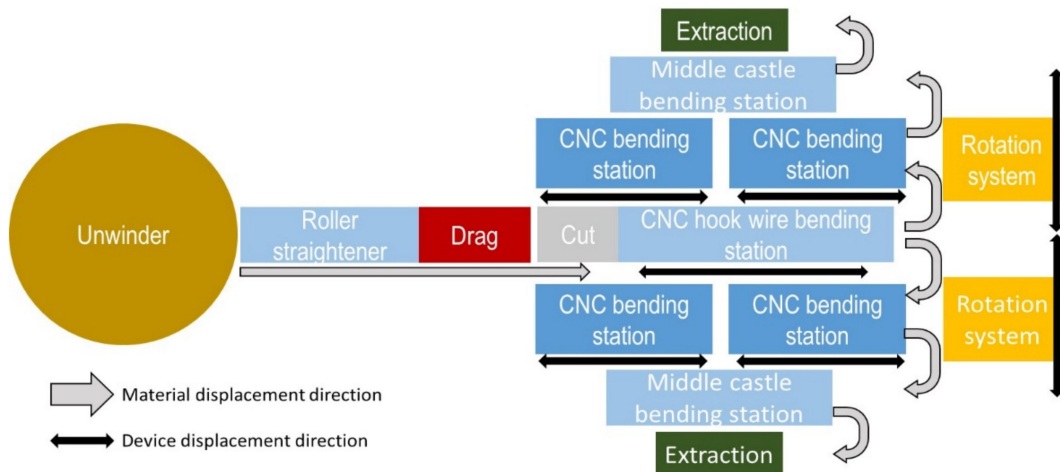 Extraction
Middle castle
bending station
CNC bending
station
CNC bending
station
Rotation
system
Unwinder
Roller
straightener
Drag
Cut
CNC hook wire bending
station
CNC bending
station
CNC bending
station
Rotation
system
Middle castle
bending station
Extraction
Material displacement direction
Device displacement direction